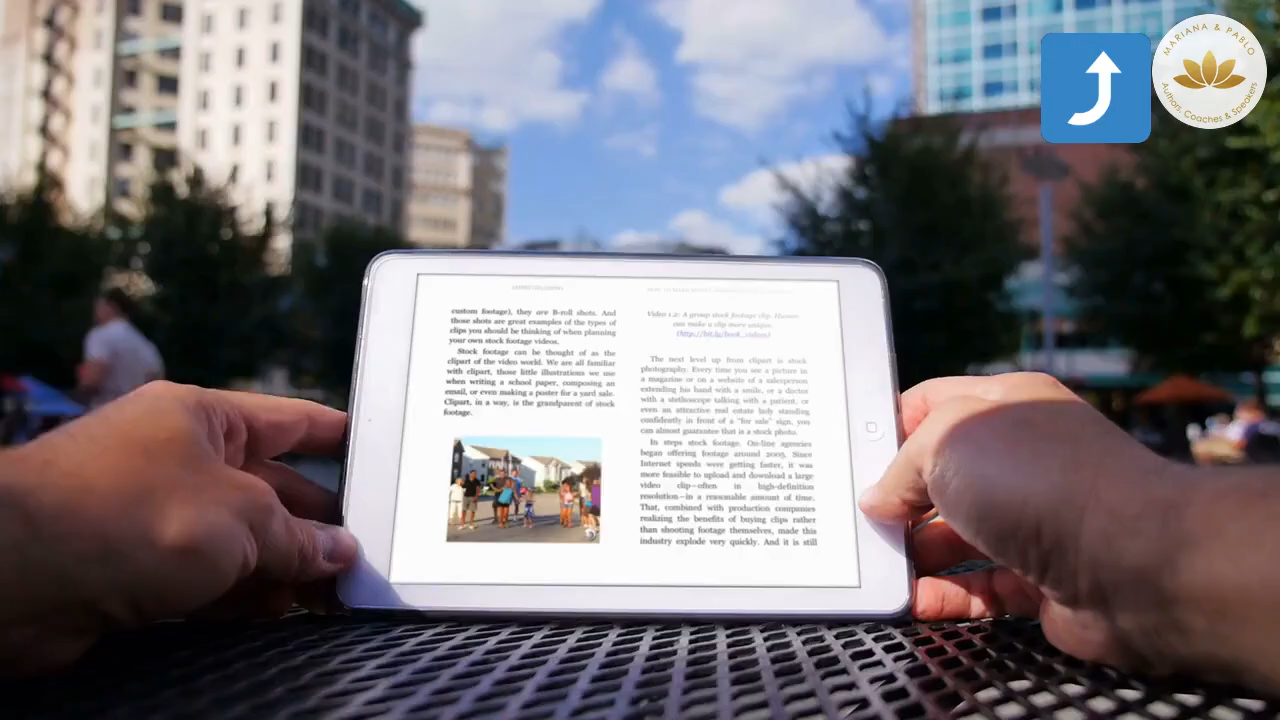 MARIANA & PABLO
Authors, Coaches & Speakers
custom footage), they are B-roll shots. And
those shots are great examples of the types of
clips you should be thinking of when planning
your own stock footage videos.
Stock footage can be thought of as the
clipart of the video world. We are all familiar
with clipart, those little illustrations we use
when writing a school paper, composing an
email, or even making a poster for a yard sale.
Clipart, in a way, is the grandparent of stock
footage.
Video 1.2: A group stock footage clip. Humor
can make a clip more unique.
(http://bit.ly/book_videos)
The next level up from clipart is stock
photography. Every time you see a picture in
a magazine or on a website of a salesperson
extending his hand with a smile, or a doctor
with a stethoscope talking with a patient, or
even an attractive real estate lady standing
confidently in front of a "for sale" sign, you
can almost guarantee that is a stock photo.
In steps stock footage. On-line agencies
began offering footage around 2005. Since
Internet speeds were getting faster, it was
more feasible to upload and download a large
video clip—often in high-definition
resolution—in a reasonable amount of time.
That, combined with production companies
realizing the benefits of buying clips rather
than shooting footage themselves, made this
industry explode very quickly. And it is still